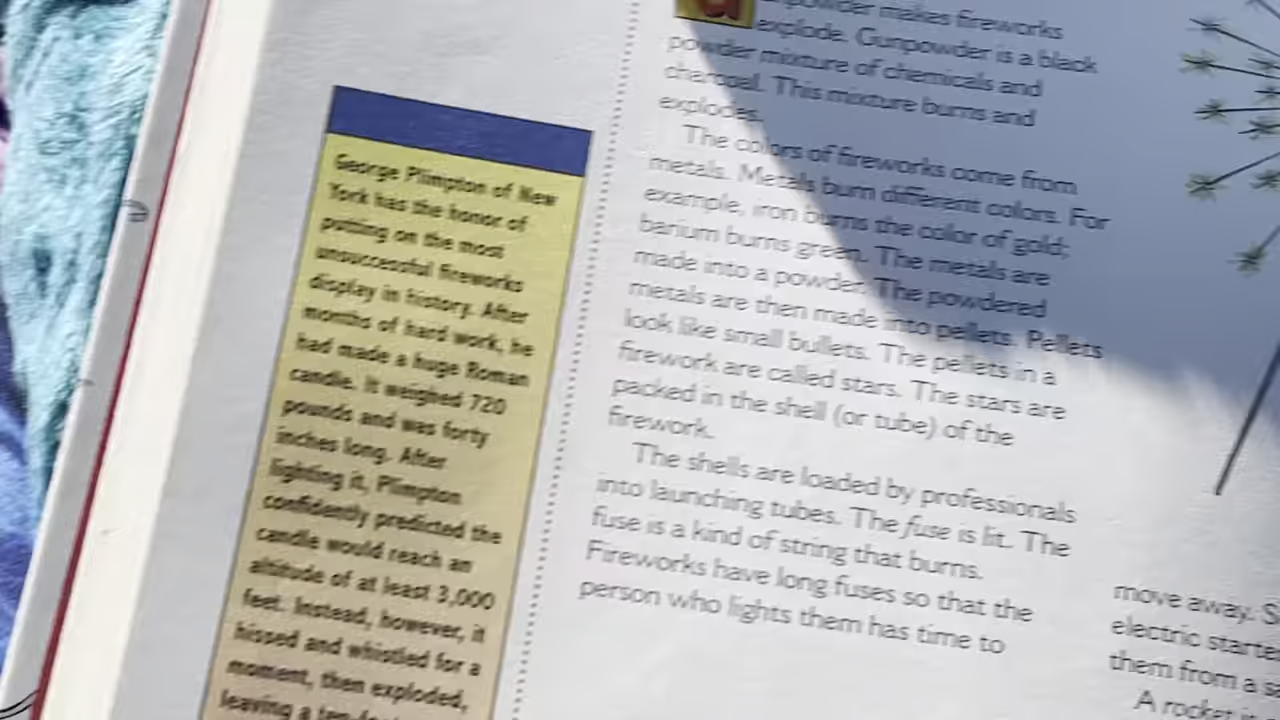 George Plimpton of New
York has the honor of
putting on the most
unsuccessful fireworks
display in history. After
months of hard work, he
had made a huge Roman
candle. It weighed 720
pounds and was forty
inches long. After
lighting it, Plimpton
confidently predicted the
candle would reach an
altitude of at least 3,000
feet. Instead, however, it
hissed and whistled for a
moment, then exploded,
leaving a
powder makes fireworks
explode. Gunpowder is a black
powder mixture of chemicals and
charcoal. This mixture burns and
explodes.
The colors of fireworks come from
metals. Metals burn different colors. For
example, iron burns the color of gold;
barium burns green. The metals are
made into a powder. The powdered
metals are then made into pellets. Pellets
look like small bullets. The pellets in a
firework are called stars. The stars are
packed in the shell (or tube) of the
firework.
The shells are loaded by professionals
into launching tubes. The fuse is lit. The
fuse is a kind of string that burns.
Fireworks have long fuses so that the
person who lights them has time to
move away. S
electric starte
them from a s
A rocket is